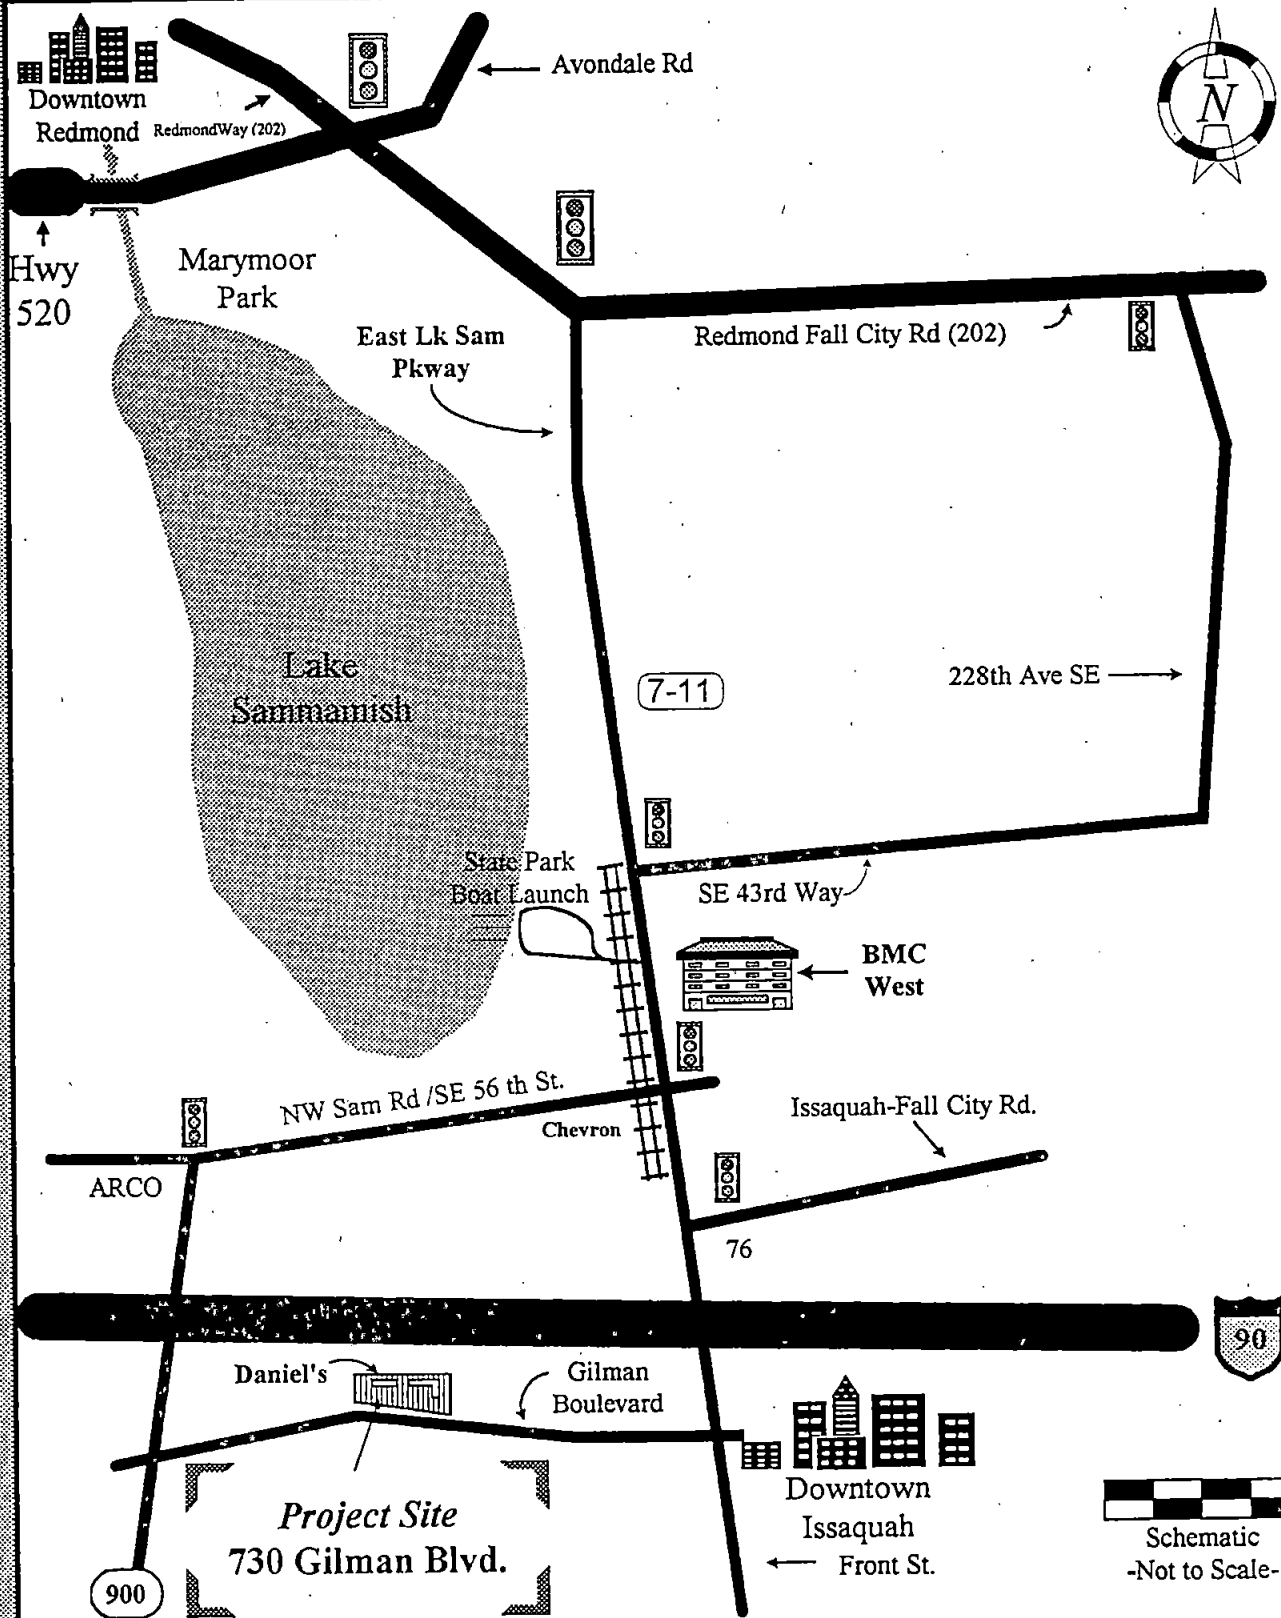 Avondale Rd
N
Downtown
Redmond
RedmondWay (202)
Hwy
520
Marymoor
Park
East Lk Sam
Pkway
Redmond Fall City Rd (202)
Lake
Sammamish
7-11
228th Ave SE
State Park
Boat Launch
SE 43rd Way
BMC
West
NW Sam Rd /SE 56 th St.
Chevron
Issaquah-Fall City Rd.
ARCO
76
90
Daniel's
Gilman
Boulevard
Project Site
730 Gilman Blvd.
Downtown
Issaquah
Front St.
Schematic
-Not to Scale-
900